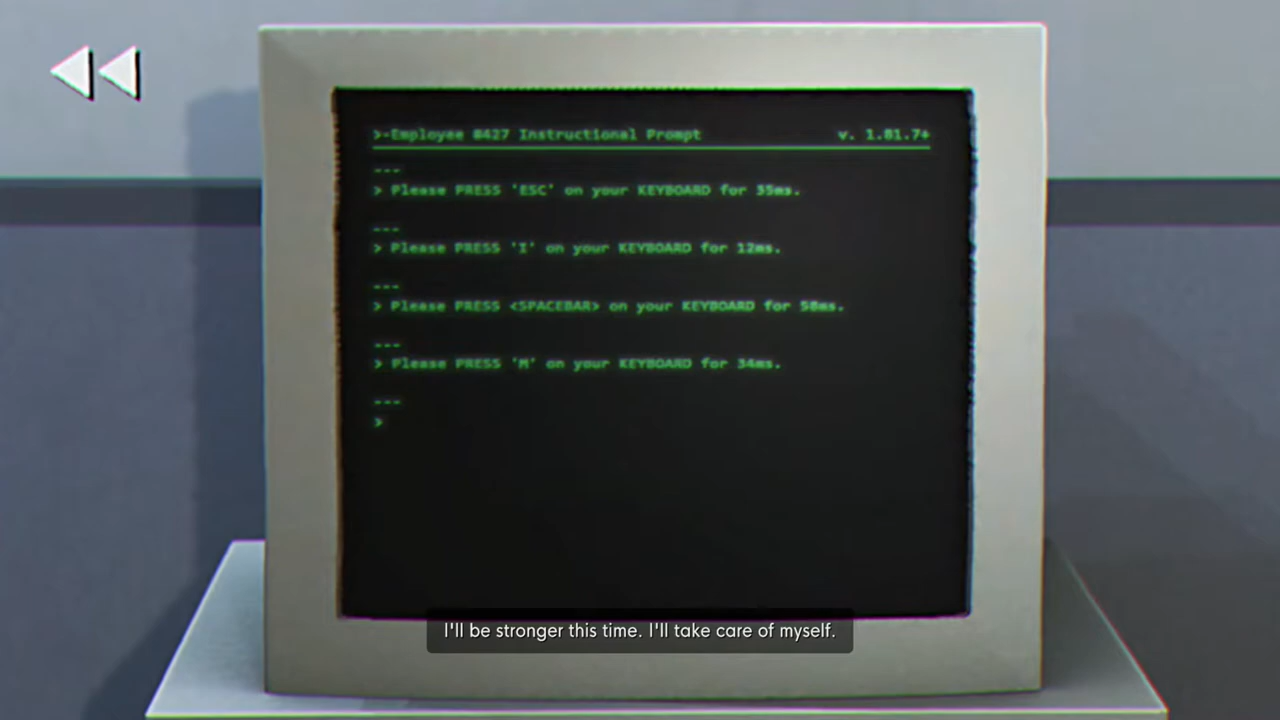 >-Employee #427 Instructional Prompt v. 1.01.7+
---
> Please PRESS 'ESC' on your KEYBOARD for 35ms.
---
> Please PRESS 'I' on your KEYBOARD for 12ms.
---
> Please PRESS <SPACEBAR> on your KEYBOARD for 58ms.
---
> Please PRESS 'M' on your KEYBOARD for 34ms.
---
>
I'll be stronger this time. I'll take care of myself.